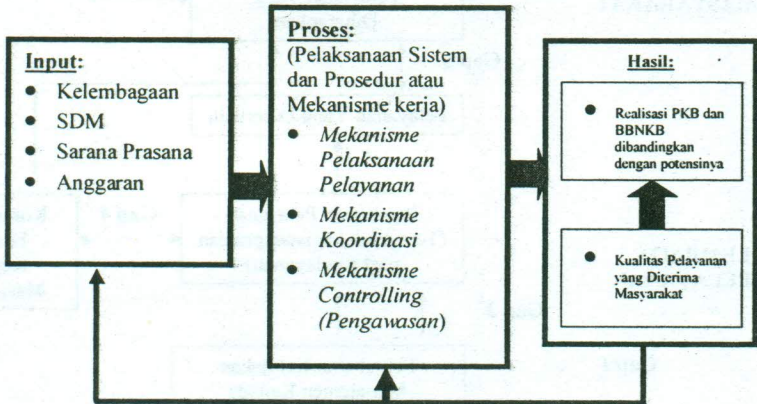 Input:
• Kelembagaan
• SDM
• Sarana Prasana
• Anggaran
Proses:
(Pelaksanaan Sistem
dan Prosedur atau
Mekanisme kerja)
• Mekanisme
Pelaksanaan
Pelayanan
• Mekanisme
Koordinasi
• Mekanisme
Controlling
(Pengawasan)
Hasil:
• Realisasi PKB dan
BBNKB
dibandingkan
dengan potensinya
• Kualitas Pelayanan
yang Diterima
Masyarakat